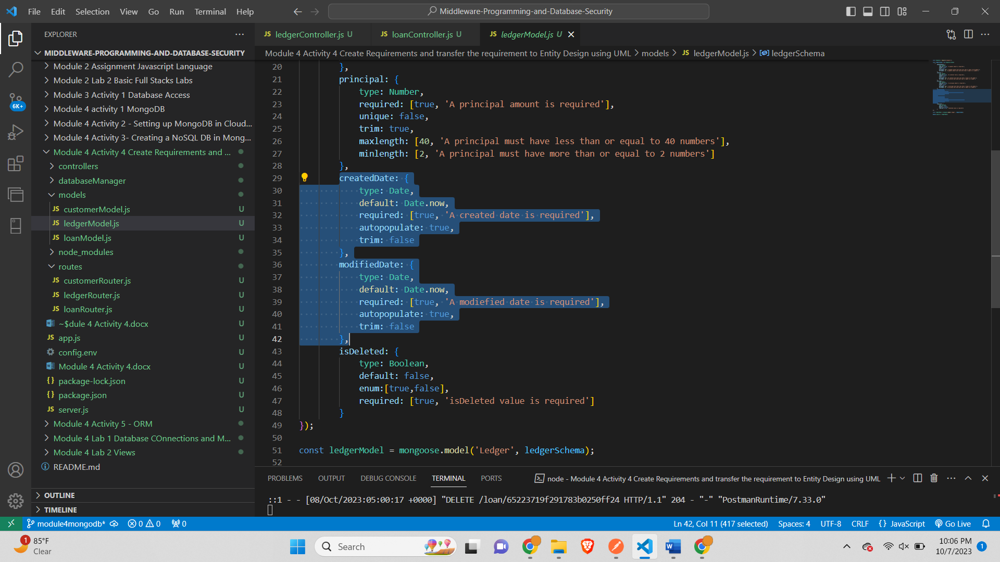 File Edit Selection View Go Run Terminal Help
Middleware-Programming-and-Database-Security
EXPLORER
MIDDLEWARE-PROGRAMMING-AND-DATABASE-SECURITY
Module 2 Assignment Javascript Language
Module 2 Lab 2 Basic Full Stacks Labs
Module 3 Activity 1 Database Access
Module 4 activity 1 MongoDB
Module 4 Activity 2 - Setting up MongoDB in Cloud...
Module 4 Activity 3- Creating a NoSQL DB in Mong...
Module 4 Activity 4 Create Requirements and ...
controllers
databaseManager
models
JS customerModel.js U
JS ledgerModel.js U
JS loanModel.js U
node_modules
routes
JS customerRouter.js U
JS ledgerRouter.js U
JS loanRouter.js U
~$dule 4 Activity 4.docx U
JS app.js U
config.env U
Module 4 Activity 4.docx U
{} package-lock.json U
{} package.json U
JS server.js U
Module 4 Activity 5 - ORM
Module 4 Lab 1 Database COnnections and M...
Module 4 Lab 2 Views
README.md
OUTLINE
TIMELINE
6K+
JS ledgerController.js U JS loanController.js U JS ledgerModel.js U
Module 4 Activity 4 Create Requirements and transfer the requirement to Entity Design using UML > models > JS ledgerModel.js > ledgerSchema
20 },
21 principal: {
22 type: Number,
23 required: [true, 'A principal amount is required'],
24 unique: false,
25 trim: true,
26 maxlength: [40, 'A principal must have less than or equal to 40 numbers'],
27 minlength: [2, 'A principal must have more than or equal to 2 numbers']
28 },
29 createdDate: {
30 type: Date,
31 default: Date.now,
32 required: [true, 'A created date is required'],
33 autopopulate: true,
34 trim: false
35 },
36 modifiedDate: {
37 type: Date,
38 default: Date.now,
39 required: [true, 'A modiefied date is required'],
40 autopopulate: true,
41 trim: false
42 },
43 isDeleted: {
44 type: Boolean,
45 default: false,
46 enum:[true,false],
47 required: [true, 'isDeleted value is required']
48 }
49 });
50
51 const ledgerModel = mongoose.model('Ledger', ledgerSchema);
52
PROBLEMS OUTPUT DEBUG CONSOLE TERMINAL PORTS
node - Module 4 Activity 4 Create Requirements and transfer the requirement to Entity Design using UML
::1 - - [08/Oct/2023:05:00:17 +0000] "DELETE /loan/65223719f291783b0250ff24 HTTP/1.1" 204 - "-" "PostmanRuntime/7.33.0"
module4mongodb* 0 0 0
Ln 42, Col 11 (417 selected) Spaces: 4 UTF-8 CRLF {} JavaScript Go Live
1 85°F
Clear
Search
10:06 PM
10/7/2023
1